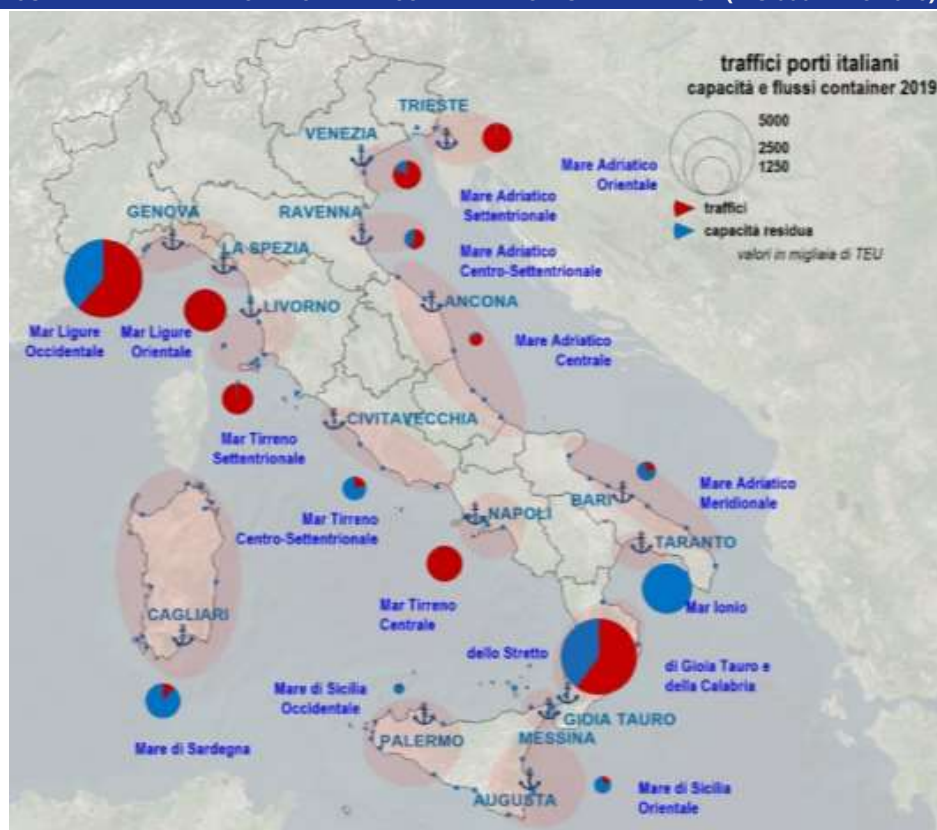 traffici porti italiani
capacità e flussi container 2019
5000
2500
1250
traffici
capacità residua
valori in migliaia di TEU
TRIESTE
VENEZIA
Mare Adriatico
Orientale
Mare Adriatico
Settentrionale
GENOVA
RAVENNA
LA SPEZIA
Mare Adriatico
Centro-Settentrionale
LIVORNO
ANCONA
Mar Ligure
Occidentale
Mar Ligure
Orientale
Mare Adriatico
Centrale
CIVITAVECCHIA
Mar Tirreno
Settentrionale
Mare Adriatico
Meridionale
BARI
NAPOLI
Mar Tirreno
Centro-Settentrionale
TARANTO
Mar Tirreno
Centrale
Mar Ionio
CAGLIARI
dello Stretto
di Gioia Tauro e
della Calabria
Mare di Sicilia
Occidentale
GIOIA TAURO
MESSINA
PALERMO
Mare di Sardegna
AUGUSTA
Mare di Sicilia
Orientale